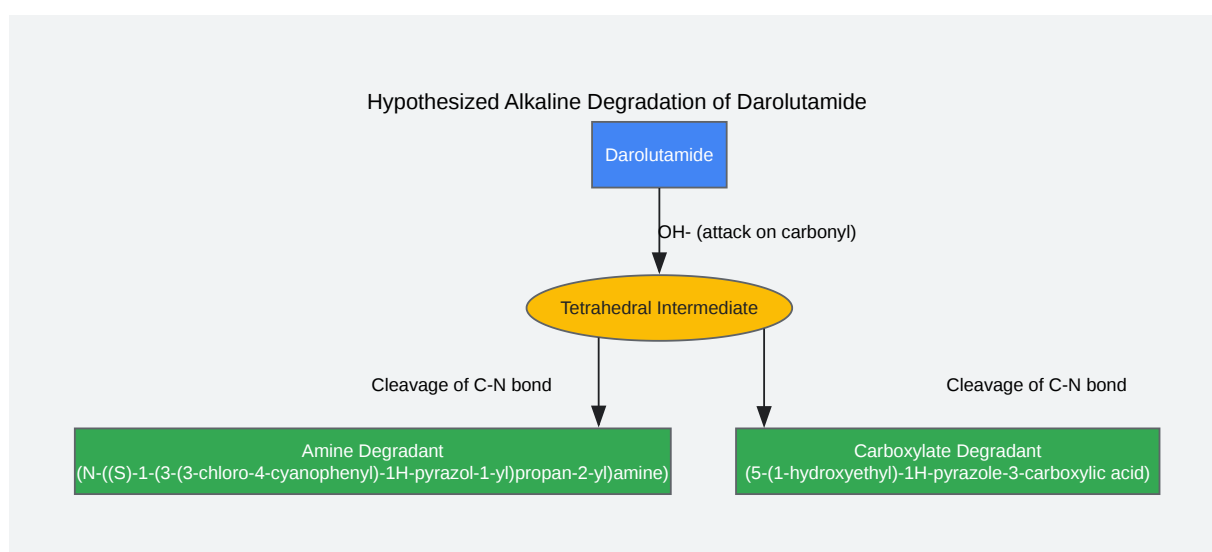 Hypothesized Alkaline Degradation of Darolutamide
Darolutamide
OH- (attack on carbonyl)
Tetrahedral Intermediate
Cleavage of C-N bond
Cleavage of C-N bond
Amine Degradant
(N-((S)-1-(3-(3-chloro-4-cyanophenyl)-1H-pyrazol-1-yl)propan-2-yl)amine)
Carboxylate Degradant
(5-(1-hydroxyethyl)-1H-pyrazole-3-carboxylic acid)